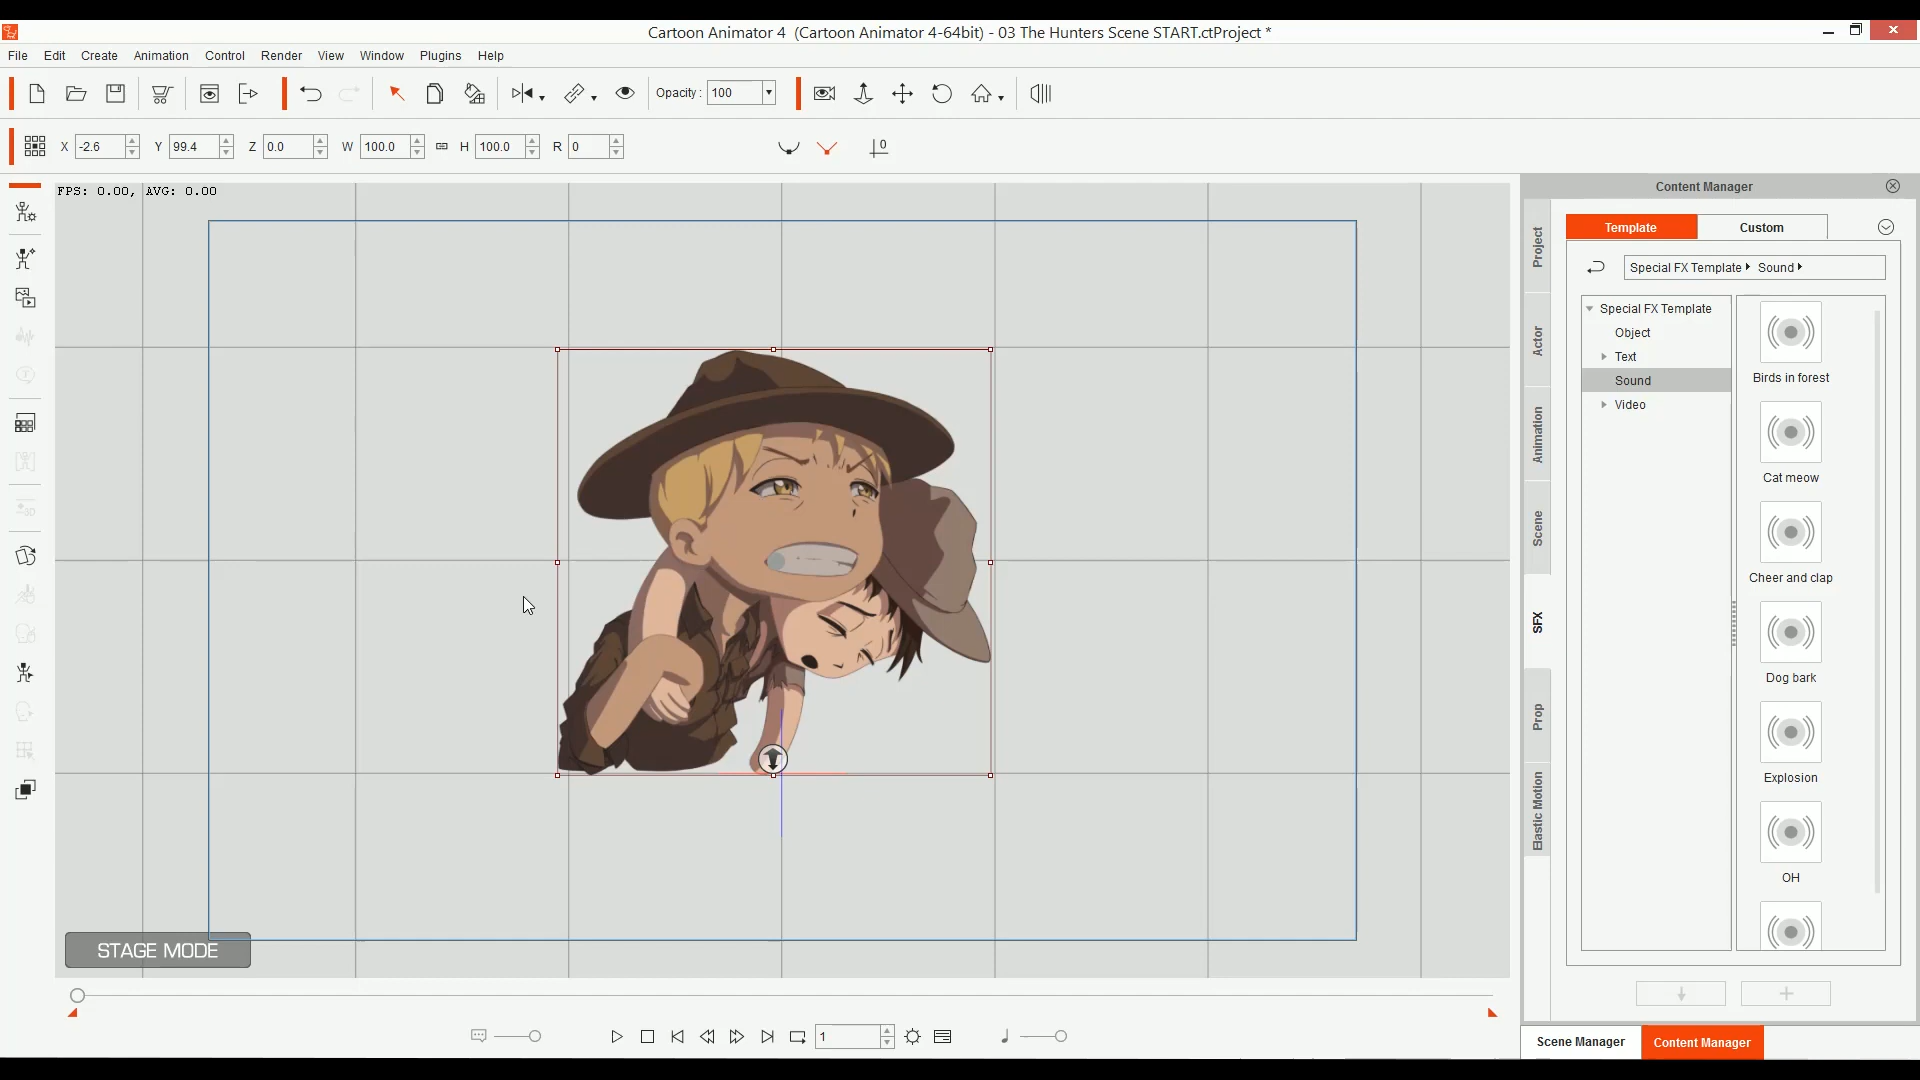 Cartoon Animator 4  (Cartoon Animator 4-64bit) - 03 The Hunters Scene START.ctProject *
File Edit Create Animation Control Render View Window Plugins Help
Opacity : 100
X -2.6 Y 99.4 Z 0.0 W 100.0 H 100.0 R 0 0
FPS: 0.00, AVG: 0.00
STAGE MODE
1
Content Manager
Template Custom
Special FX Template Sound
Project
Actor
Animation
Scene
SFX
Prop
Elastic Motion
Special FX Template
Object
Text
Sound
Video
Birds in forest
Cat meow
Cheer and clap
Dog bark
Explosion
OH
Scene Manager Content Manager